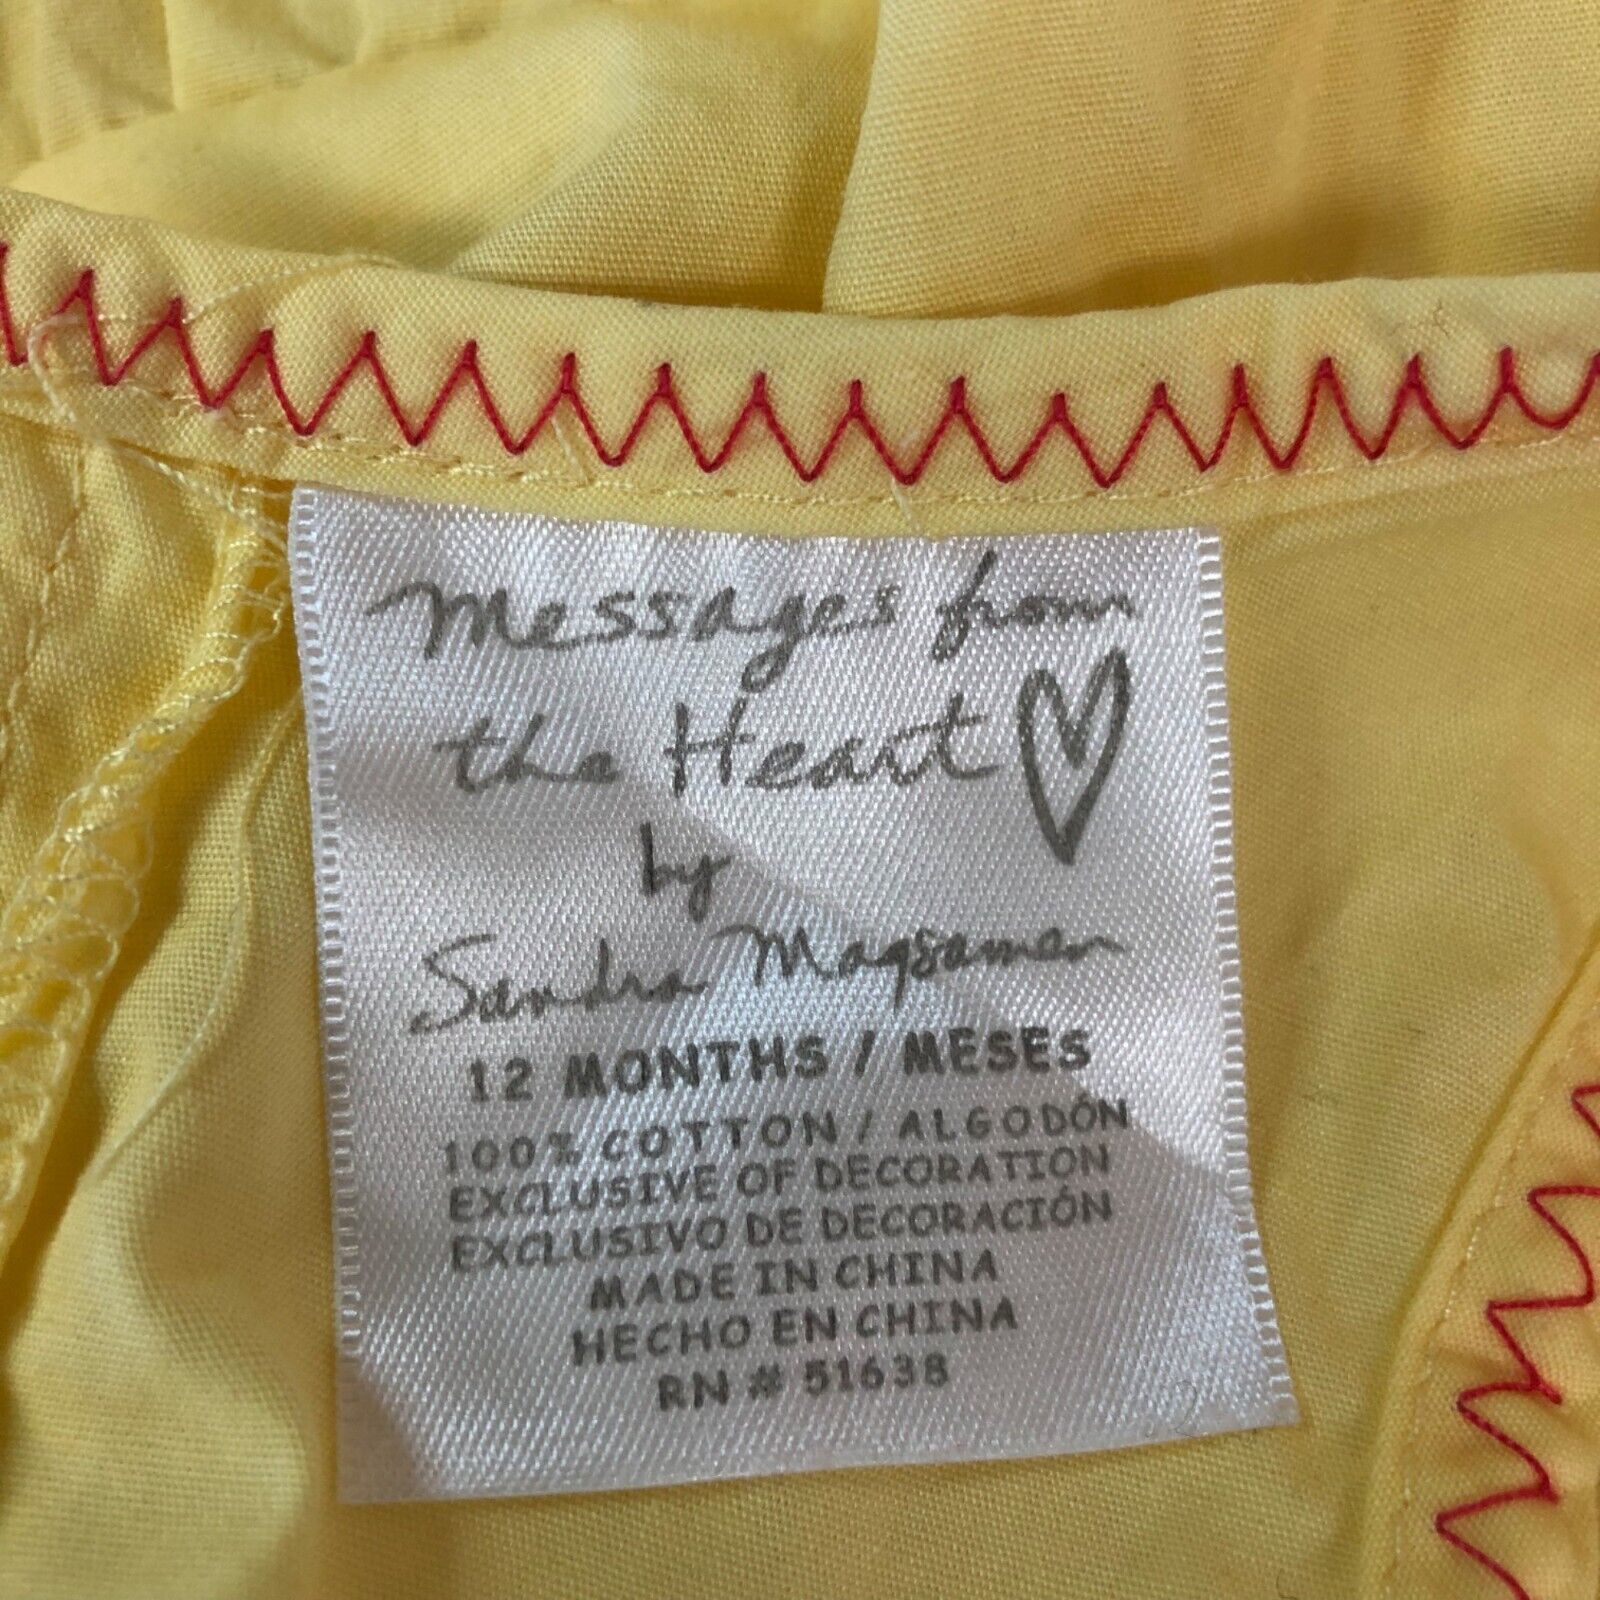 Messages from
the Heart
by
Sandra Magsamen
12 MONTHS / MESES
100% COTTON / ALGODÓN
EXCLUSIVE OF DECORATION
EXCLUSIVO DE DECORACIÓN
MADE IN CHINA
HECHO EN CHINA
RN # 51638